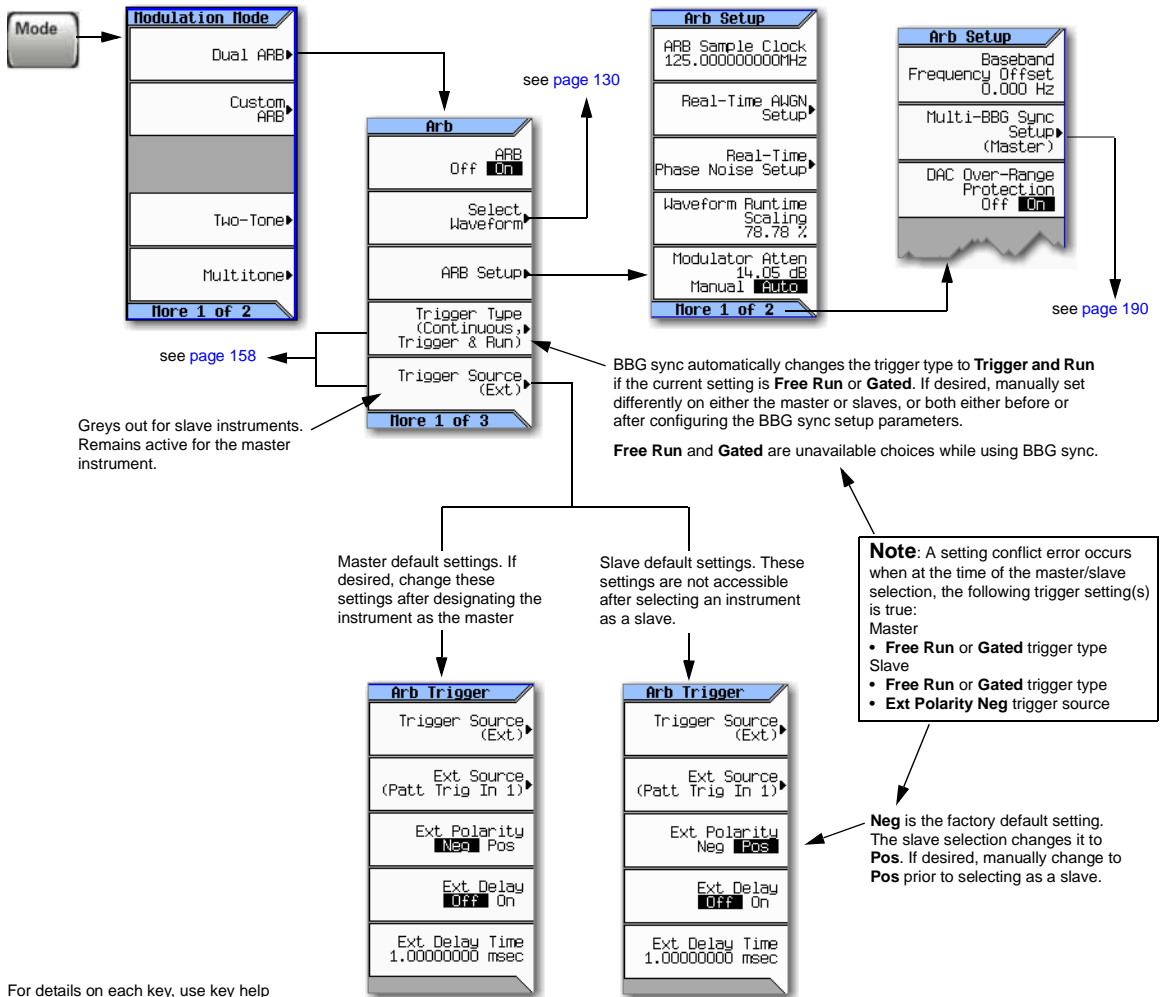 Mode
Modulation Mode
Dual ARB
Custom
ARB
Two-Tone
Multitone
More 1 of 2
see page 130
Arb
ARB
Off On
Select
Waveform
ARB Setup
Trigger Type
(Continuous,
Trigger & Run)
Trigger Source
(Ext)
More 1 of 3
Arb Setup
ARB Sample Clock
125.000000000MHz
Real-Time AWGN
Setup
Real-Time
Phase Noise Setup
Waveform Runtime
Scaling
78.78 %
Modulator Atten
14.05 dB
Manual Auto
More 1 of 2
Arb Setup
Baseband
Frequency Offset
0.000 Hz
Multi-BBG Sync
Setup
(Master)
DAC Over-Range
Protection
Off On
see page 190
see page 158
Greys out for slave instruments.
Remains active for the master
instrument.
BBG sync automatically changes the trigger type to Trigger and Run
if the current setting is Free Run or Gated. If desired, manually set
differently on either the master or slaves, or both either before or
after configuring the BBG sync setup parameters.
Free Run and Gated are unavailable choices while using BBG sync.
Master default settings. If
desired, change these
settings after designating the
instrument as the master
Slave default settings. These
settings are not accessible
after selecting an instrument
as a slave.
Note: A setting conflict error occurs
when at the time of the master/slave
selection, the following trigger setting(s)
is true:
Master
• Free Run or Gated trigger type
Slave
• Free Run or Gated trigger type
• Ext Polarity Neg trigger source
Arb Trigger
Trigger Source
(Ext)
Ext Source
(Patt Trig In 1)
Ext Polarity
Neg Pos
Ext Delay
Off On
Ext Delay Time
1.00000000 msec
Arb Trigger
Trigger Source
(Ext)
Ext Source
(Patt Trig In 1)
Ext Polarity
Neg Pos
Ext Delay
Off On
Ext Delay Time
1.00000000 msec
Neg is the factory default setting.
The slave selection changes it to
Pos. If desired, manually change to
Pos prior to selecting as a slave.
For details on each key, use key help